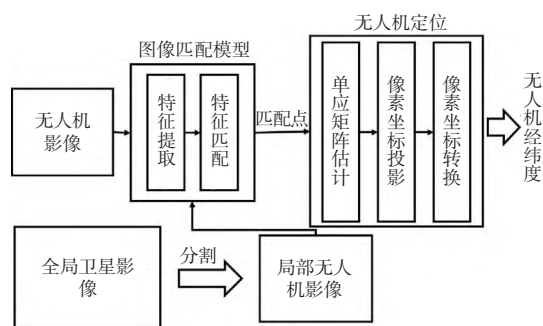 无人机定位
图像匹配模型
无人机
影像
特征提取
特征匹配
匹配点
单应矩阵估计
像素坐标投影
像素坐标转换
无人机经纬度
全局卫星影
像
分割
局部无人
机影像